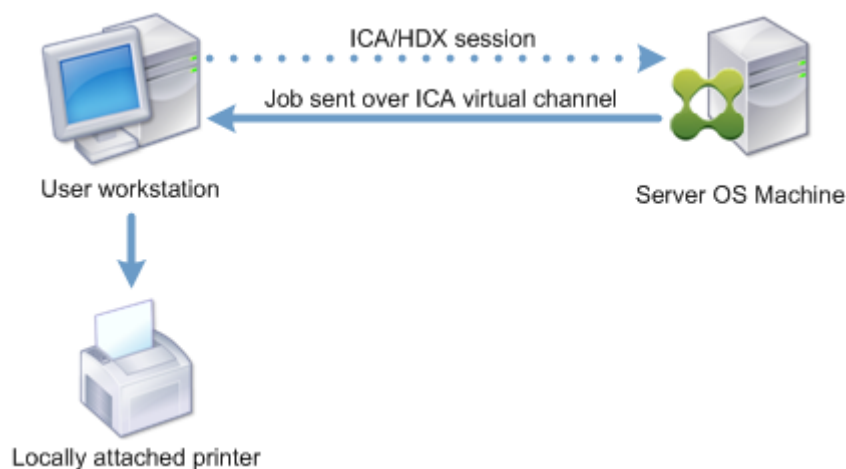 ICA/HDX session
Job sent over ICA virtual channel
User workstation
Server OS Machine
Locally attached printer